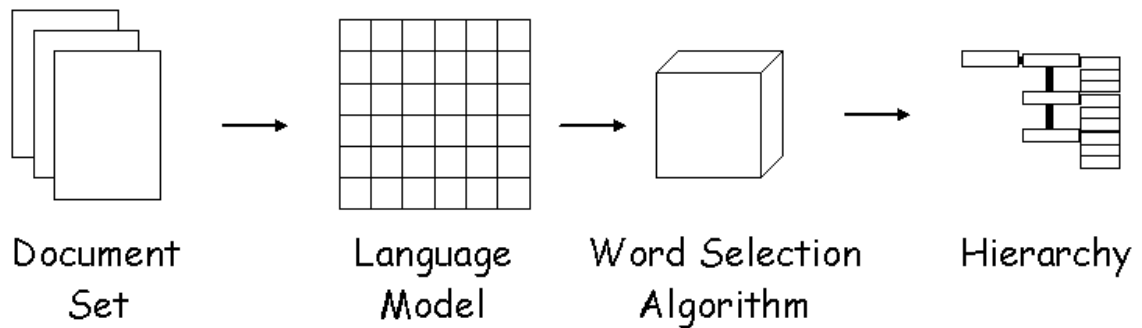 Document
Set
Language
Model
Word Selection
Algorithm
Hierarchy